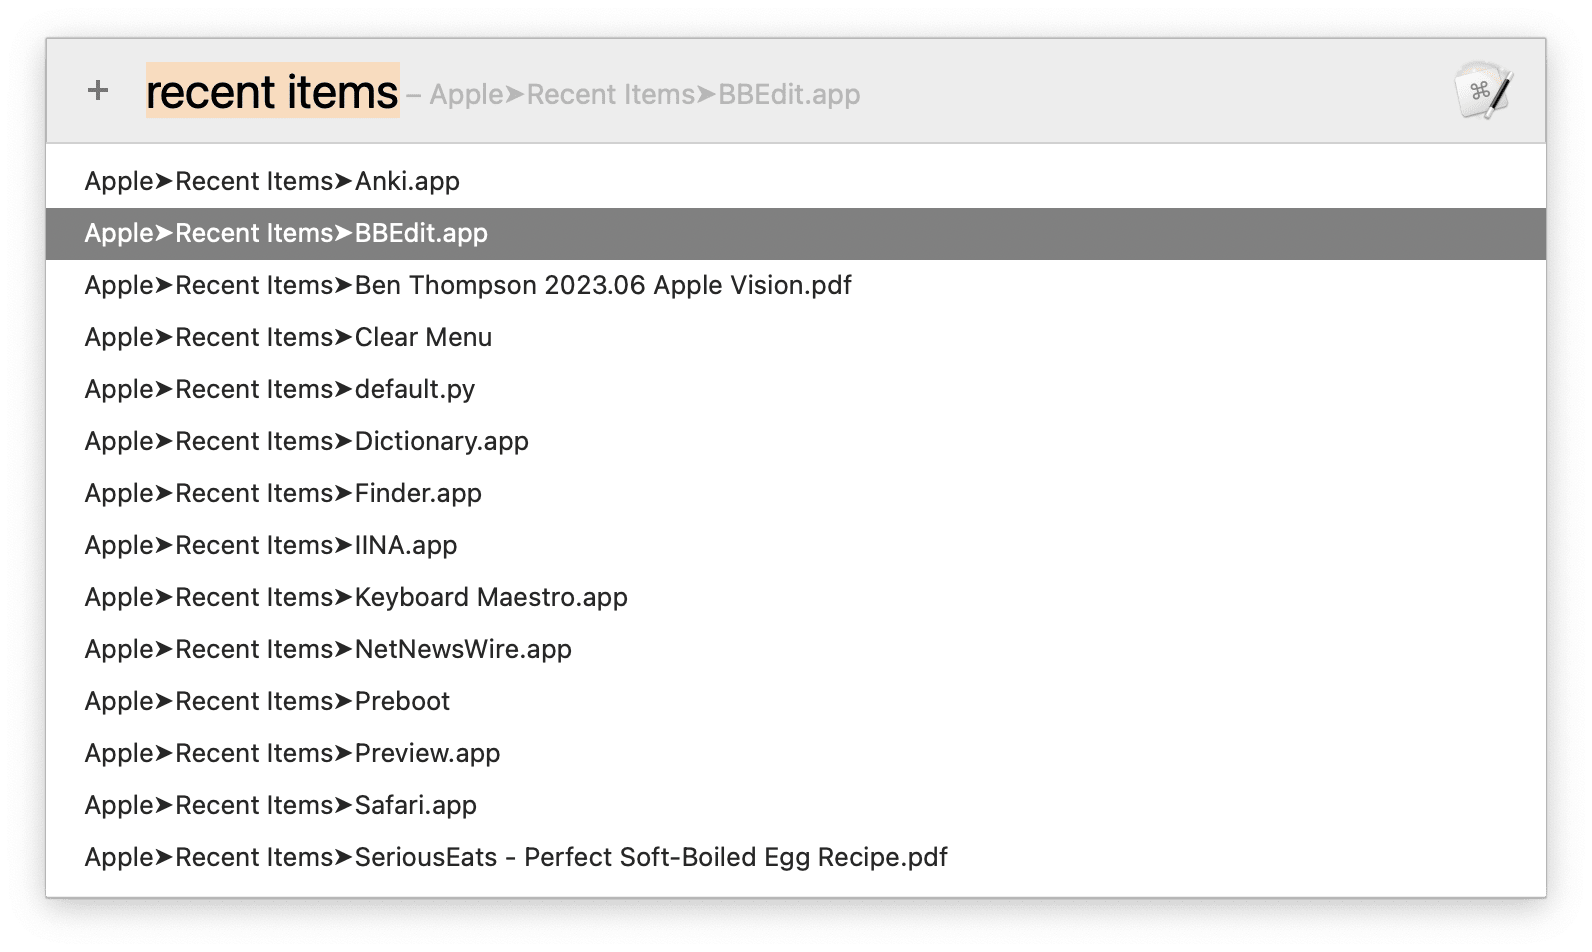 + recent items – Apple➤Recent Items➤BBEdit.app ⌘
Apple➤Recent Items➤Anki.app
Apple➤Recent Items➤BBEdit.app
Apple➤Recent Items➤Ben Thompson 2023.06 Apple Vision.pdf
Apple➤Recent Items➤Clear Menu
Apple➤Recent Items➤default.py
Apple➤Recent Items➤Dictionary.app
Apple➤Recent Items➤Finder.app
Apple➤Recent Items➤IINA.app
Apple➤Recent Items➤Keyboard Maestro.app
Apple➤Recent Items➤NetNewsWire.app
Apple➤Recent Items➤Preboot
Apple➤Recent Items➤Preview.app
Apple➤Recent Items➤Safari.app
Apple➤Recent Items➤SeriousEats - Perfect Soft-Boiled Egg Recipe.pdf